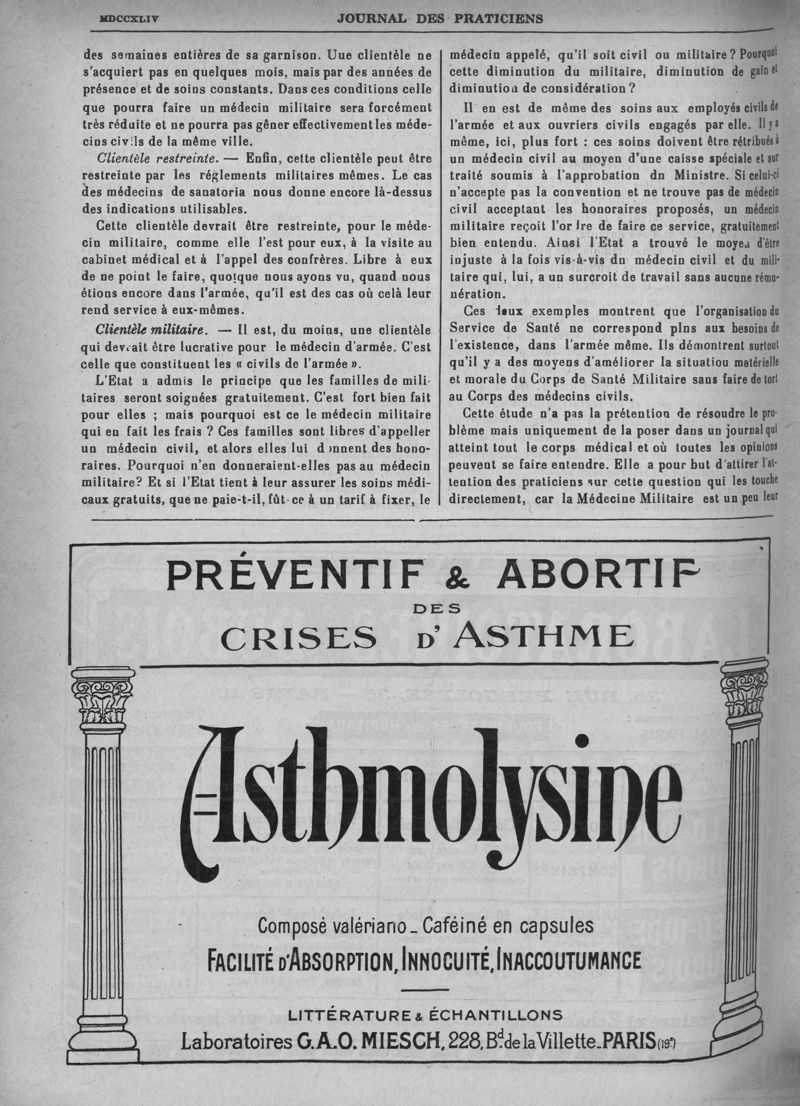 MDCCXLIV
JOURNAL DES PRATICIENS
des semaines entières de sa garnison. Uue clientèle ne
s'acquiert pas en quelques mois, mais par des années de
présence et de soins constants. Dans ces conditions celle
que pourra faire un médecin militaire sera forcément
très réduite et ne pourra pas gêner effectivement les méde-
cins civils de la même ville.
Clientèle restreinte. — Enfin, cette clientèle peut être
restreinte par les réglements militaires mêmes. Le cas
des médecins de sanatoria nous donne encore là-dessus
des indications utilisables.
Cette clientèle devrait être restreinte, pour le méde-
cin militaire, comme elle l'est pour eux, à la visite au
cabinet médical et à l'appel des confrères. Libre à eux
de ne point le faire, quoique nous ayons vu, quand nous
étions encore dans l'armée, qu'il est des cas où celà leur
rend service à eux-mêmes.
Clientèle militaire. — Il est, du moins, une clientèle
qui devrait être lucrative pour le médecin d'armée. C'est
celle que constituent les « civils de l'armée ».
L'Etat a admis le principe que les familles de mili-
taires seront soignées gratuitement. C'est fort bien fait
pour elles ; mais pourquoi est ce le médecin militaire
qui en fait les frais ? Ces familles sont libres d'appeller
un médecin civil, et alors elles lui donnent des hono-
raires. Pourquoi n'en donneraient-elles pas au médecin
militaire? Et si l'Etat tient à leur assurer les soins médi-
caux gratuits, que ne paie-t-il, fût-ce à un tarif à fixer, le
médecin appelé, qu'il soit civil ou militaire ? Pourquoi
cette diminution du militaire, diminution de gain et
diminution de considération ?
Il en est de même des soins aux employés civils de
l'armée et aux ouvriers civils engagés par elle. Il y a
même, ici, plus fort : ces soins doivent être rétribués à
un médecin civil au moyen d'une caisse spéciale et sur
traité soumis à l'approbation dn Ministre. Si celui-ci
n'accepte pas la convention et ne trouve pas de médecin
civil acceptant les honoraires proposés, un médecin
militaire reçoit l'ordre de faire ce service, gratuitement
bien entendu. Ainsi l'Etat a trouvé le moyen d'être
injuste à la fois vis-à-vis dn médecin civil et du mili-
taire qui, lui, a un surcroit de travail sans aucune rému-
nération.
Ces deux exemples montrent que l'organisation du
Service de Santé ne correspond plns aux besoins de
l'existence, dans l'armée même. Ils démontrent surtout
qu'il y a des moyens d'améliorer la situatiou matérielle
et morale du Corps de Santé Militaire sans faire de tort
au Corps des médecins civils.
Cette étude n'a pas la prétention de résoudre le pro-
blème mais uniquement de la poser dans un journal qui
atteint tout le corps médical et où toutes les opinions
peuvent se faire entendre. Elle a pour but d'attirer l'at-
tention des praticiens sur cette question qui les touche
directement, car la Médecine Militaire est un peu leur
PRÉVENTIF & ABORTIF
DES
CRISES D'ASTHME
Asthmolysine
Composé valériano-Caféiné en capsules
FACILITÉ D'ABSORPTION, INNOCUITÉ, INACCOUTUMANCE
LITTÉRATURE & ÉCHANTILLONS
Laboratoires G.A.O. MIESCH, 228, Bd. de la Villette-PARIS (19e)